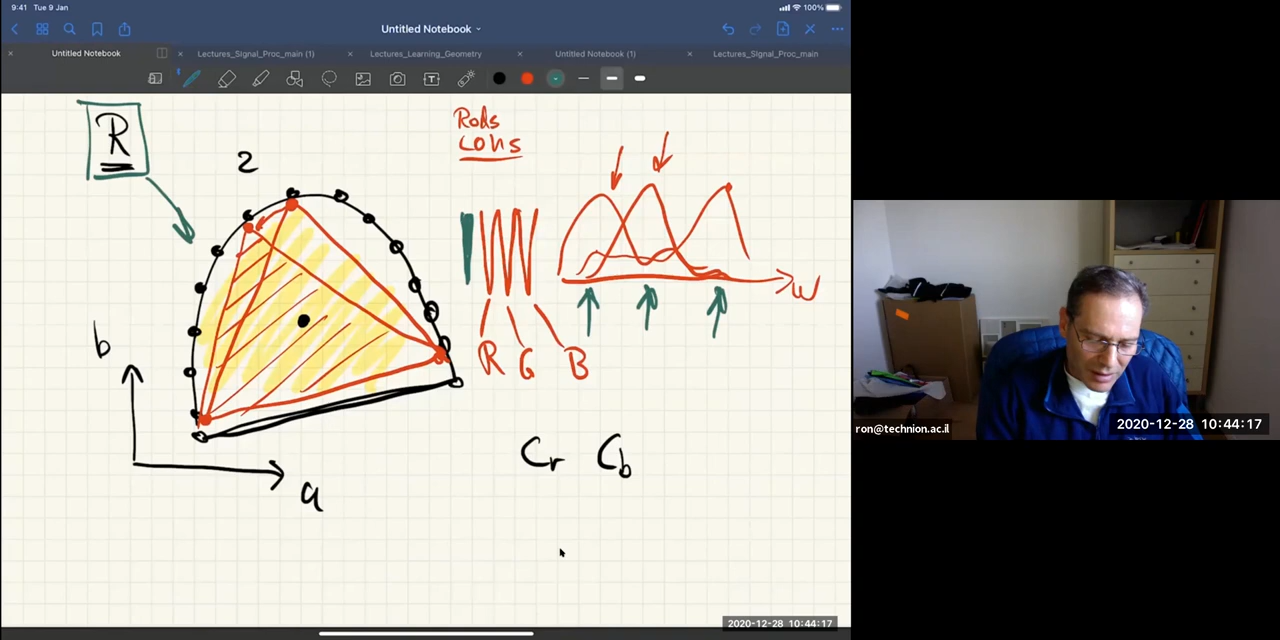 9:41 Tue 9 Jan
100%
Untitled Notebook
Untitled Notebook
Lectures_Signal_Proc_main (1)
Lectures_Learning_Geometry
Untitled Notebook (1)
Lectures_SIgnal_Proc_main
R
2
Rods
cons
W
R G B
b
a
Cr Cb
ron@technion.ac.il
2020-12-28 10:44:17
2020-12-28 10:44:17